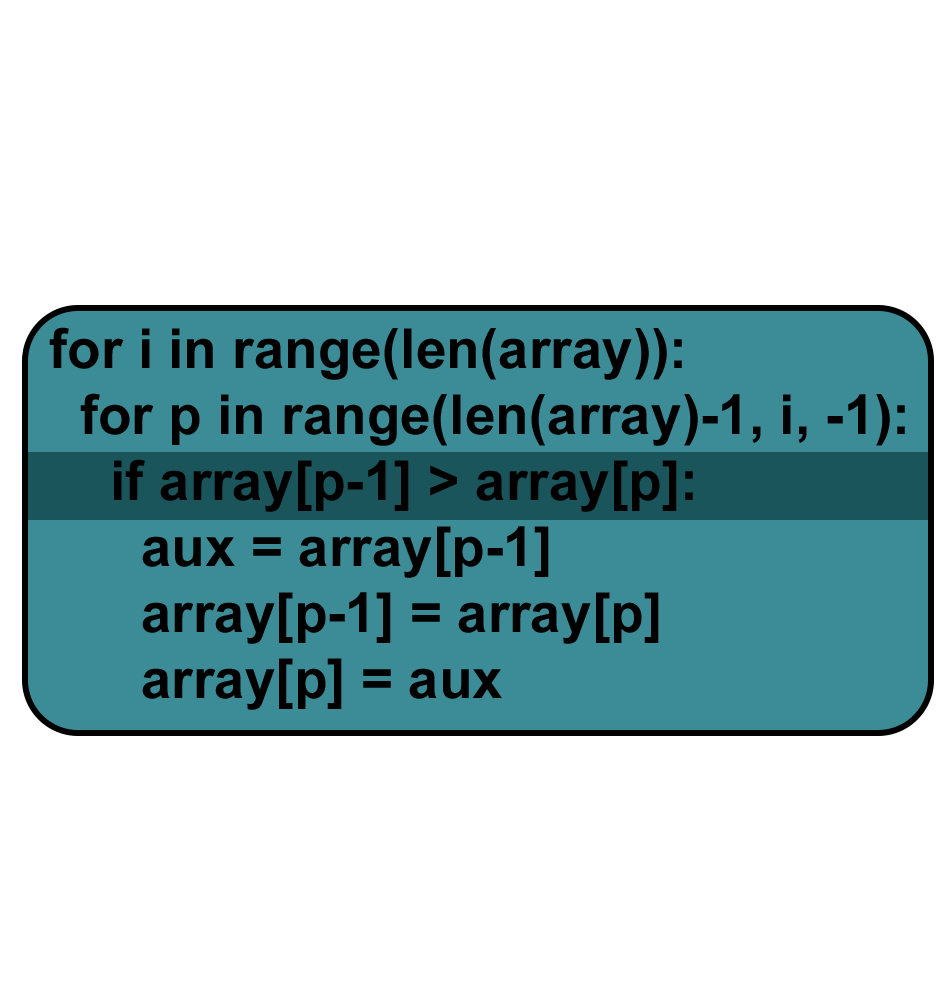 for i in range(len(array)):
for p in range(len(array)-1, i, -1):
if array[p-1] > array[p]:
aux = array[p-1]
array[p-1] = array[p]
array[p] = aux